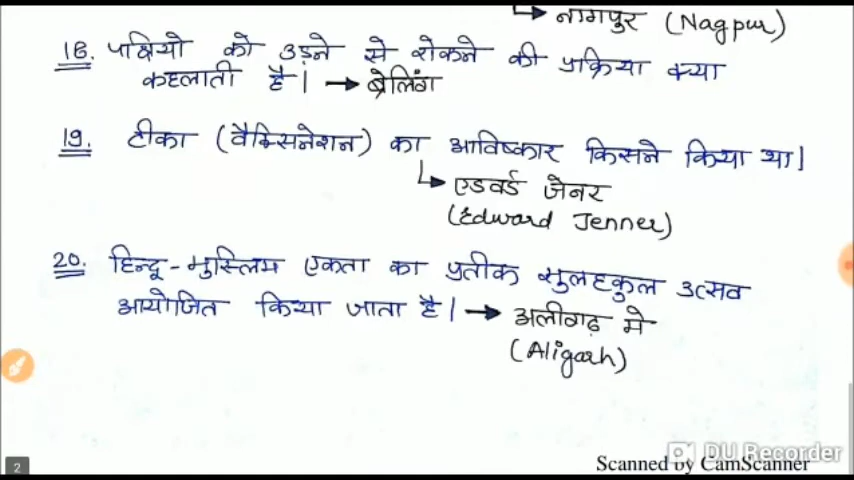 ↳ नागपुर (Nagpur)
18. पक्षियो को उड़ने से रोकने की प्रक्रिया क्या
कहलाती है| → ब्रेलिंग
19. टीका (वैक्सिनेशन) का आविष्कार किसने किया था|
↳ एडवर्ड जेनर
(Edward Jenner)
20. हिन्दू-मुस्लिम एकता का प्रतीक सुलहकुल उत्सव
आयोजित किया जाता है| → अलीगढ़ मे
(Aligarh)
2
DU Recorder
Scanned by CamScanner